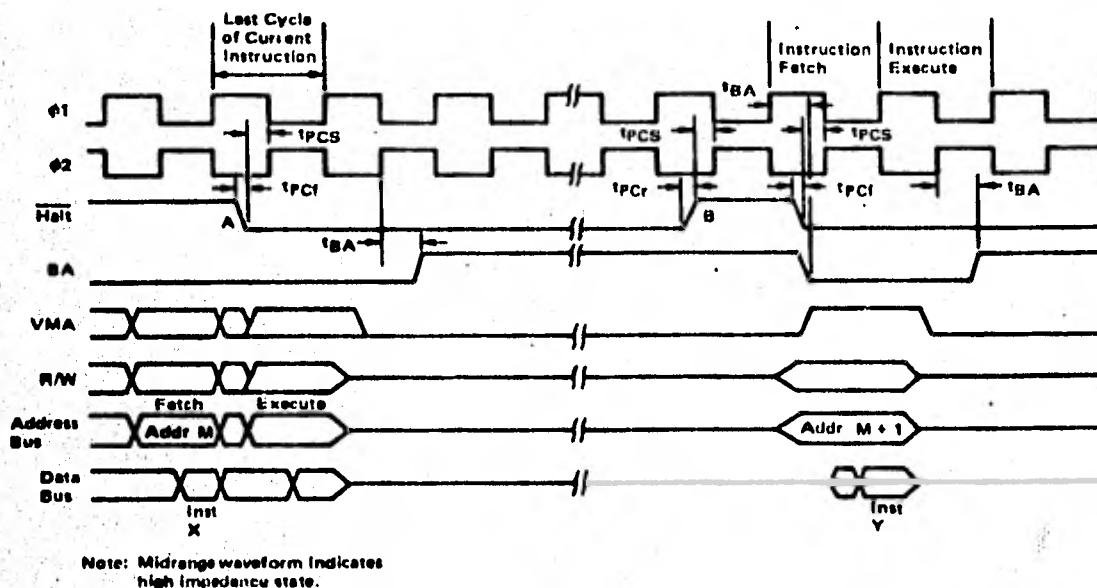 Last Cycle
of Current
Instruction
Instruction
Fetch
Instruction
Execute
tBA
ϕ1
tPCS
tPCS
tPCS
ϕ2
tPCf
tPCr
tPCf
tBA
Halt
A
B
tBA
BA
VMA
R/W
Fetch
Execute
Address
Bus
Addr M
Addr M + 1
Data
Bus
Inst
X
Inst
Y
Note: Midrange waveform indicates
high impedancy state.